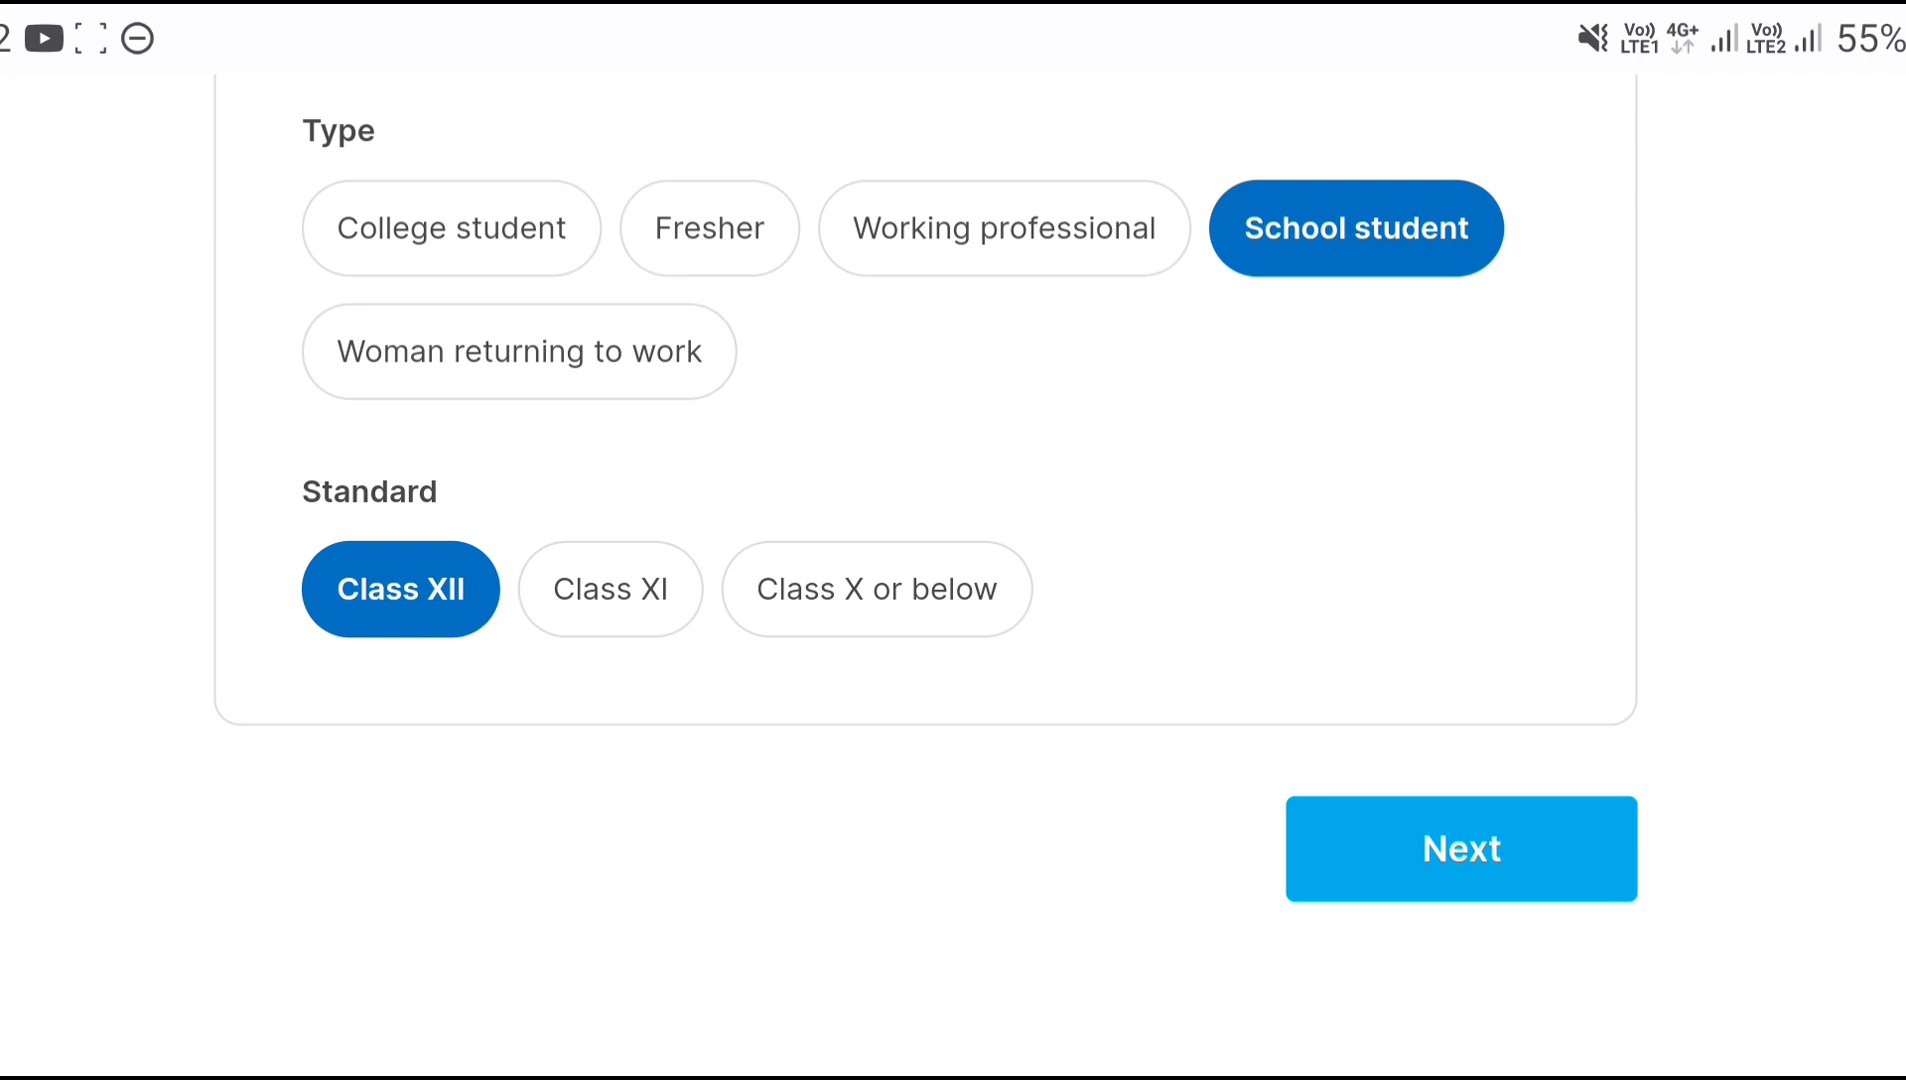 2 Vo)) LTE1 4G+ Vo)) LTE2 55%
Type
College student Fresher Working professional School student
Woman returning to work
Standard
Class XII Class XI Class X or below
Next